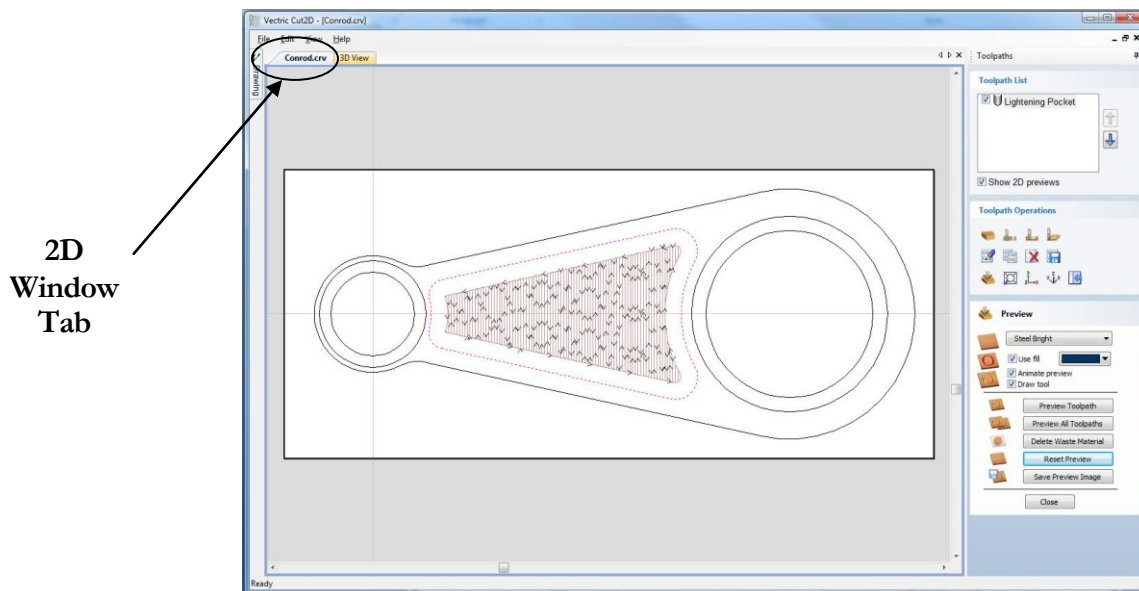 Vectric Cut2D - [Conrod.crv]
File Edit View Help
Conrod.crv 3D View
Drawing
2D
Window
Tab
Toolpaths
Toolpath List
Lightening Pocket
Show 2D previews
Toolpath Operations
Preview
Steel Bright
Use fill
Animate preview
Draw tool
Preview Toolpath
Preview All Toolpaths
Delete Waste Material
Reset Preview
Save Preview Image
Close
Ready